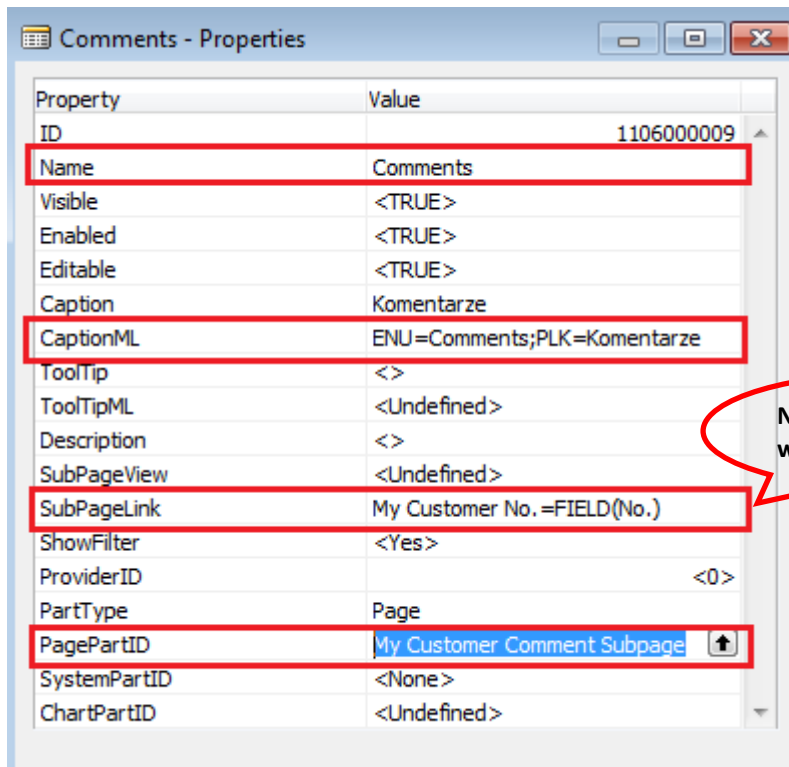 Comments - Properties
Property Value
ID 1106000009
Name Comments
Visible <TRUE>
Enabled <TRUE>
Editable <TRUE>
Caption Komentarze
CaptionML ENU=Comments;PLK=Komentarze
ToolTip <>
ToolTipML <Undefined>
Description <>
SubPageView <Undefined>
SubPageLink My Customer No.=FIELD(No.)
ShowFilter <Yes>
ProviderID <0>
PartType Page
PagePartID My Customer Comment Subpage
SystemPartID <None>
ChartPartID <Undefined>